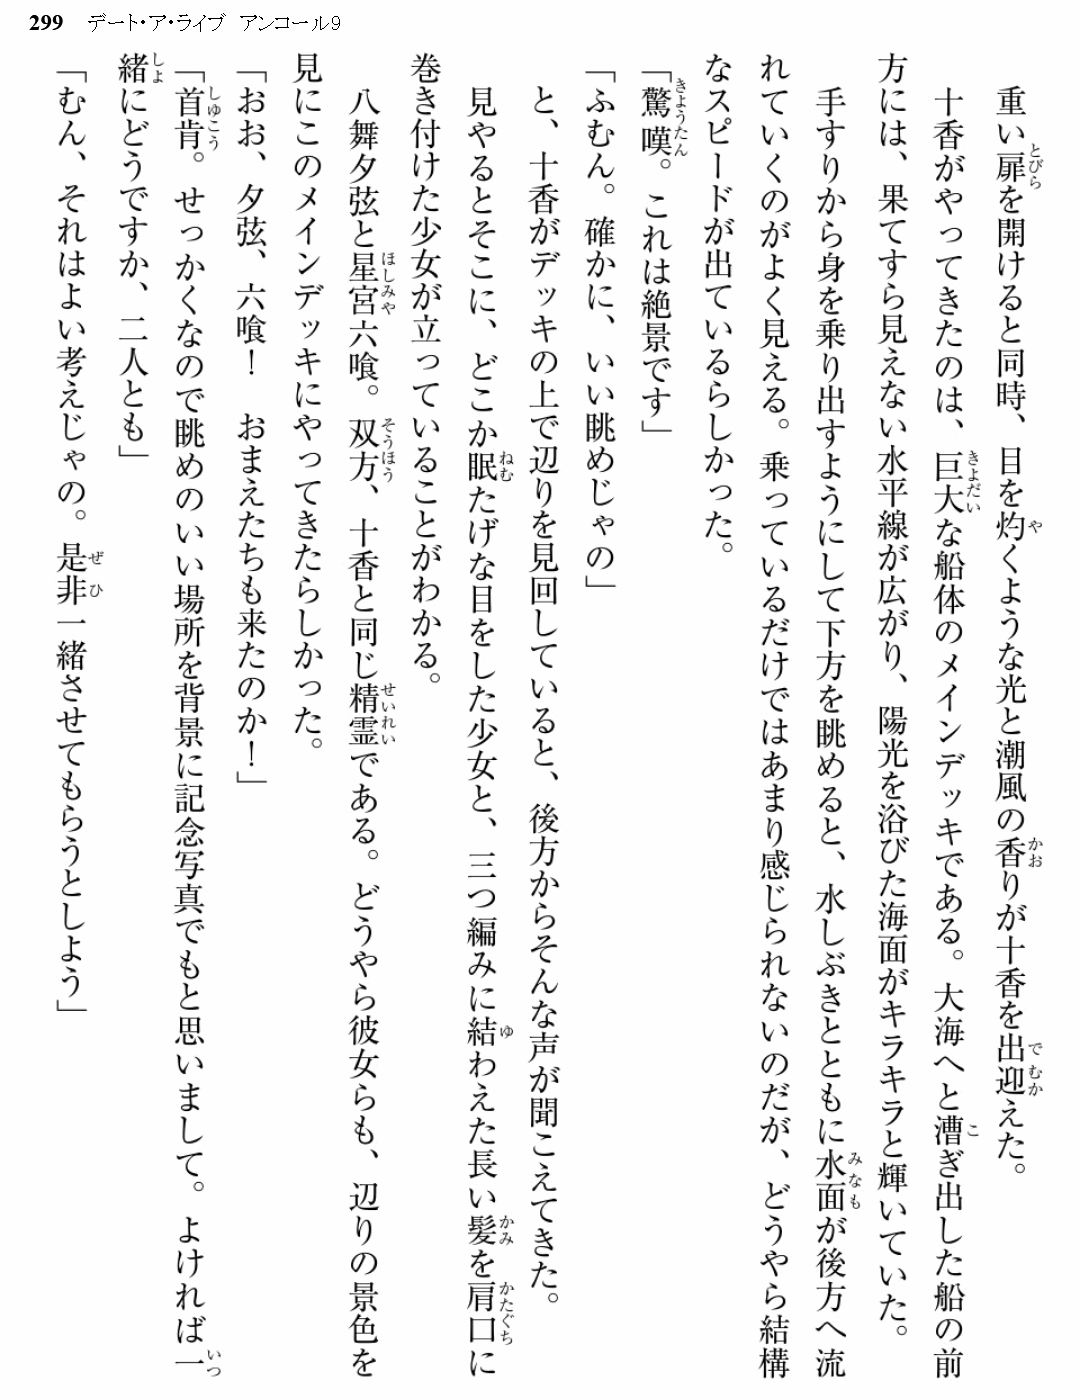 299 デート・ア・ライブ アンコール9
重い扉を開けると同時、目を灼くような光と潮風の香りが十香を出迎えた。
十香がやってきたのは、巨大な船体のメインデッキである。大海へと漕ぎ出した船の前
方には、果てすら見えない水平線が広がり、陽光を浴びた海面がキラキラと輝いていた。
手すりから身を乗り出すようにして下方を眺めると、水しぶきとともに水面が後方へ流
れていくのがよく見える。乗っているだけではあまり感じられないのだが、どうやら結構
なスピードが出ているらしかった。
「驚嘆。これは絶景です」
「ふむん。確かに、いい眺めじゃの」
と、十香がデッキの上で辺りを見回していると、後方からそんな声が聞こえてきた。
見やるとそこに、どこか眠たげな目をした少女と、三つ編みに結わえた長い髪を肩口に
巻き付けた少女が立っていることがわかる。
八舞夕弦と星宮六喰。双方、十香と同じ精霊である。どうやら彼女らも、辺りの景色を
見にこのメインデッキにやってきたらしかった。
「おお、夕弦、六喰！　おまえたちも来たのか！」
「首肯。せっかくなので眺めのいい場所を背景に記念写真でもと思いまして。よければ一
緒にどうですか、二人とも」
「むん、それはよい考えじゃの。是非一緒させてもらうとしよう」